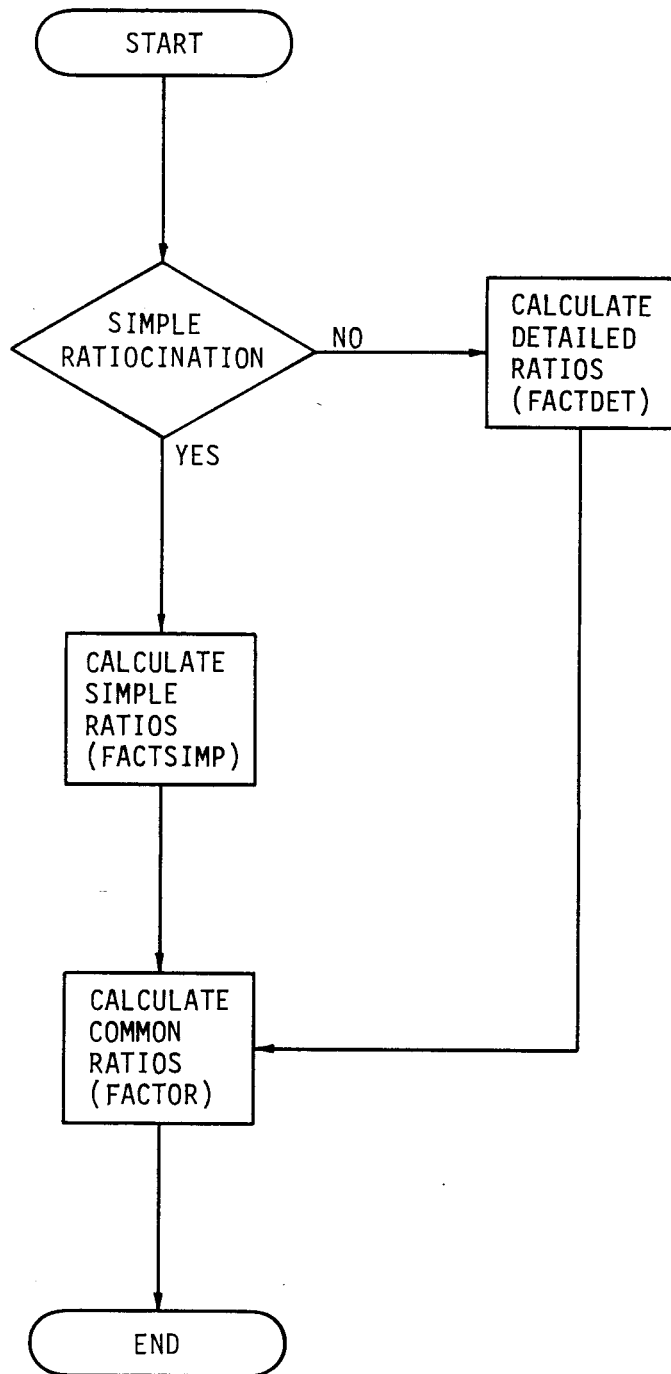 START
SIMPLE
RATIOCINATION
NO
CALCULATE
DETAILED
RATIOS
(FACTDET)
YES
CALCULATE
SIMPLE
RATIOS
(FACTSIMP)
CALCULATE
COMMON
RATIOS
(FACTOR)
END